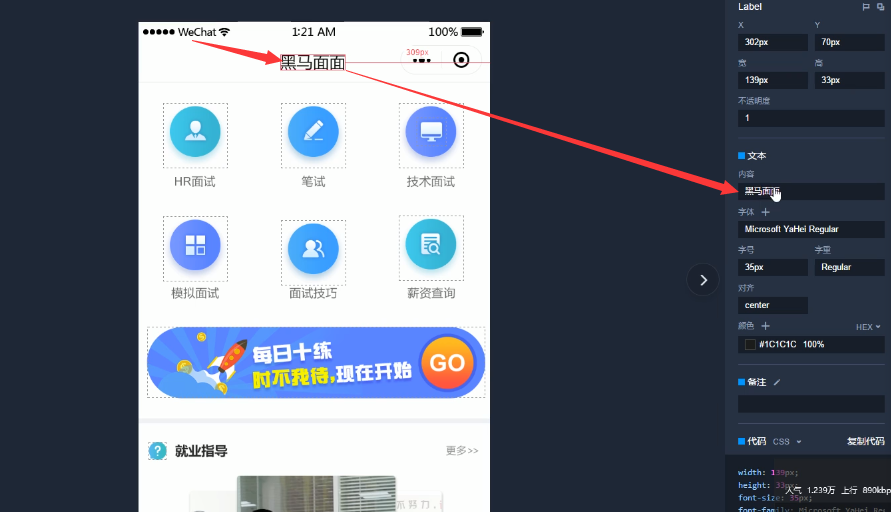 WeChat 1:21 AM 100%
309px
黑马面面
HR面试 笔试 技术面试
模拟面试 面试技巧 薪资查询
每日十练
时不我待,现在开始
GO
? 就业指导 更多>>
Label
X Y
302px 70px
宽 高
139px 33px
不透明度
1
文本
内容
黑马面面
字体 +
Microsoft YaHei Regular
字号 字重
35px Regular
对齐
center
颜色 + HEX
#1C1C1C 100%
备注
代码 CSS 复制代码
width: 139px;
height: 33px;
人气 1.239万 上行 890kbp
font-size: 35px;
font-family: Microsoft YaHei Re